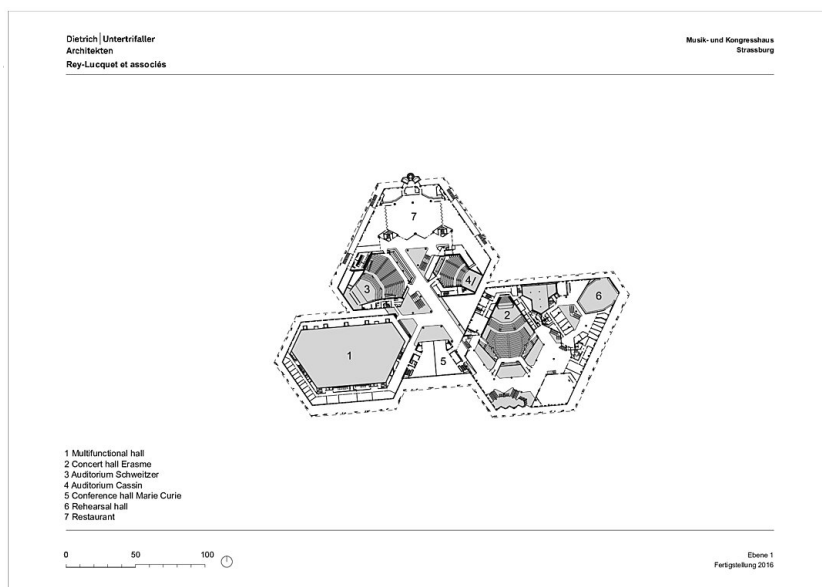 Dietrich|Untertrifaller
Architekten
Rey-Lucquet et associés
Musik- und Kongresshaus
Strassburg
7
3
4
6
2
1
5
1 Multifunctional hall
2 Concert hall Erasme
3 Auditorium Schweitzer
4 Auditorium Cassin
5 Conference hall Marie Curie
6 Rehearsal hall
7 Restaurant
0 50 100
Ebene 1
Fertigstellung 2016